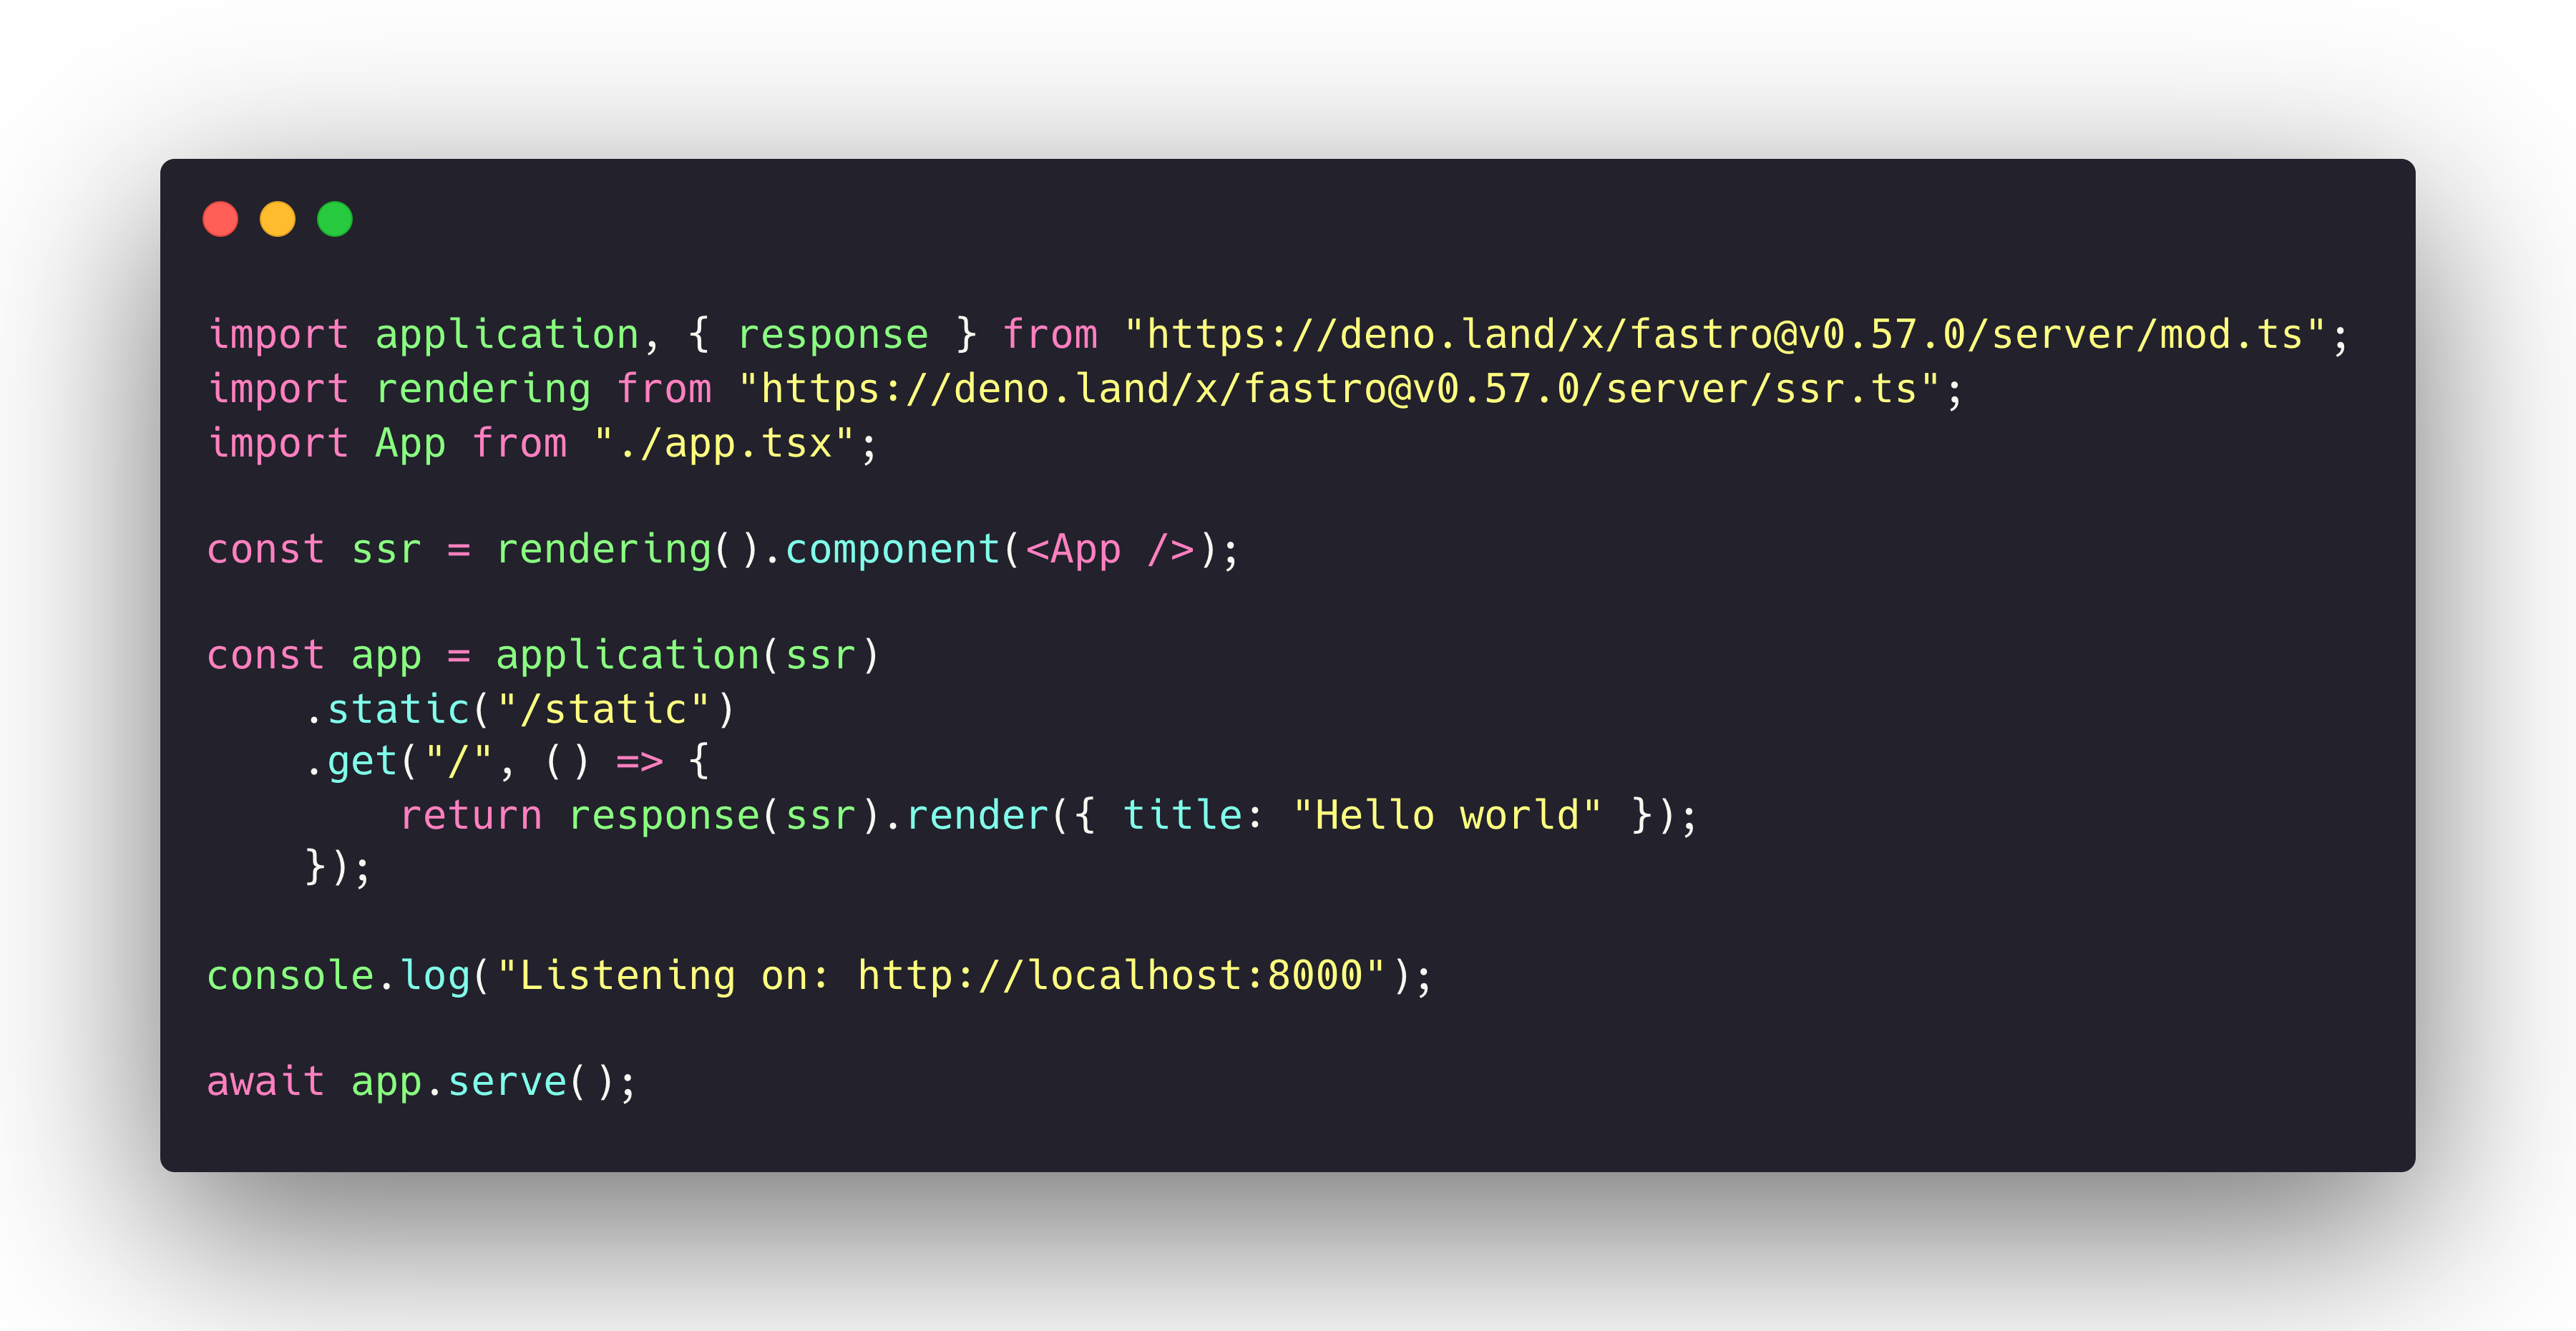 import application, { response } from "https://deno.land/x/fastro@v0.57.0/server/mod.ts";
import rendering from "https://deno.land/x/fastro@v0.57.0/server/ssr.ts";
import App from "./app.tsx";

const ssr = rendering().component(<App />);

const app = application(ssr)
    .static("/static")
    .get("/", () => {
        return response(ssr).render({ title: "Hello world" });
    });

console.log("Listening on: http://localhost:8000");

await app.serve();